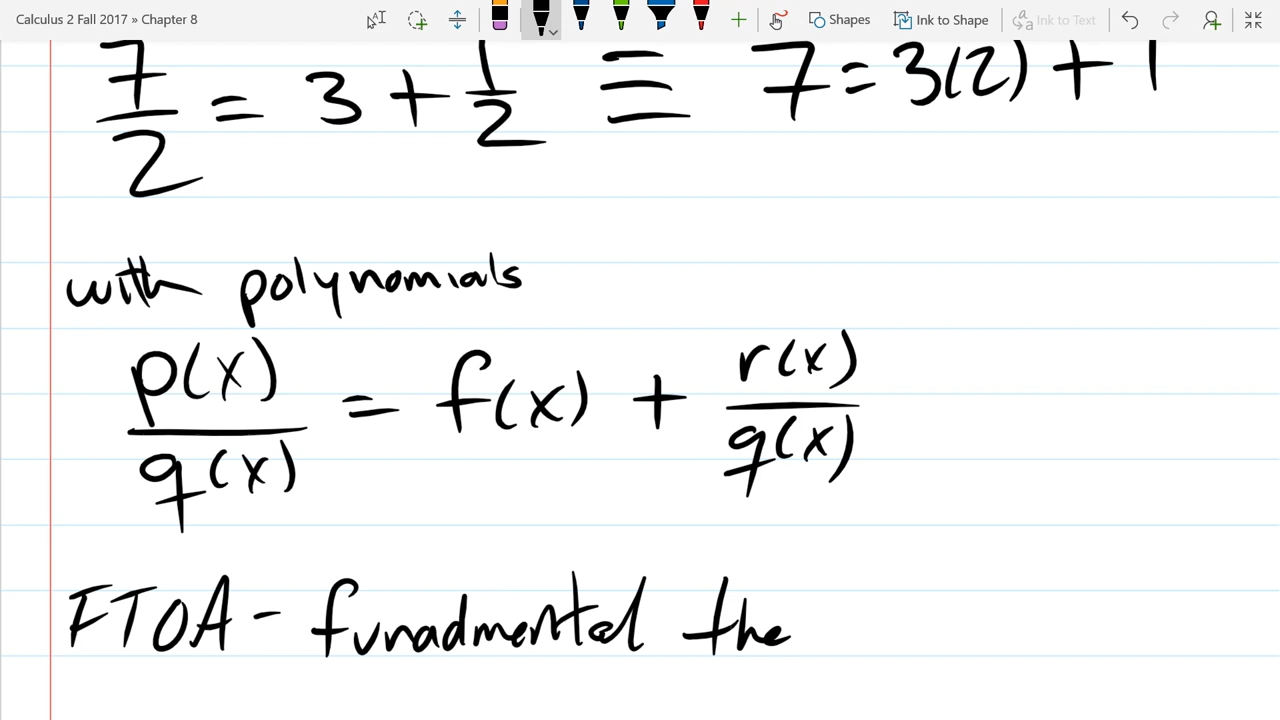 Calculus 2 Fall 2017 » Chapter 8
Shapes
Ink to Shape
Ink to Text
7/2 = 3 + 1/2 ≡ 7 = 3(2) + 1
with polynomials
p(x)/q(x) = f(x) + r(x)/q(x)
FTOA - funadmental the